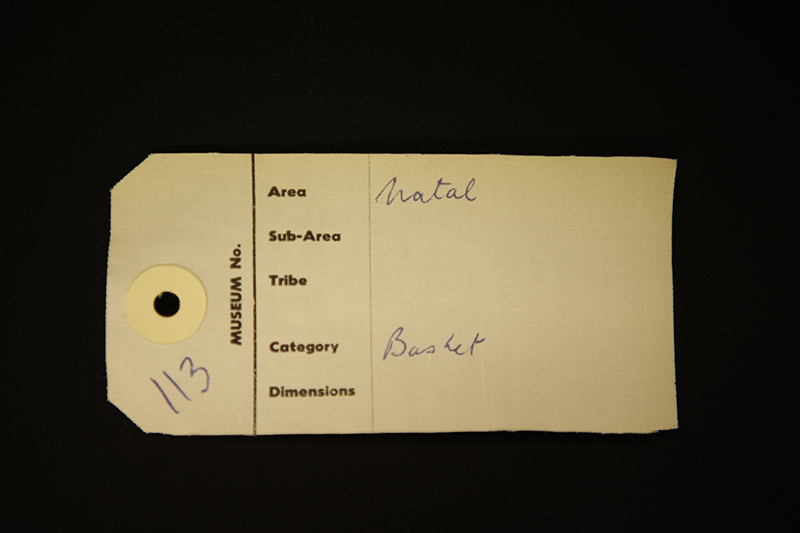 MUSEUM No.
113
Area Natal
Sub-Area
Tribe
Category Basket
Dimensions